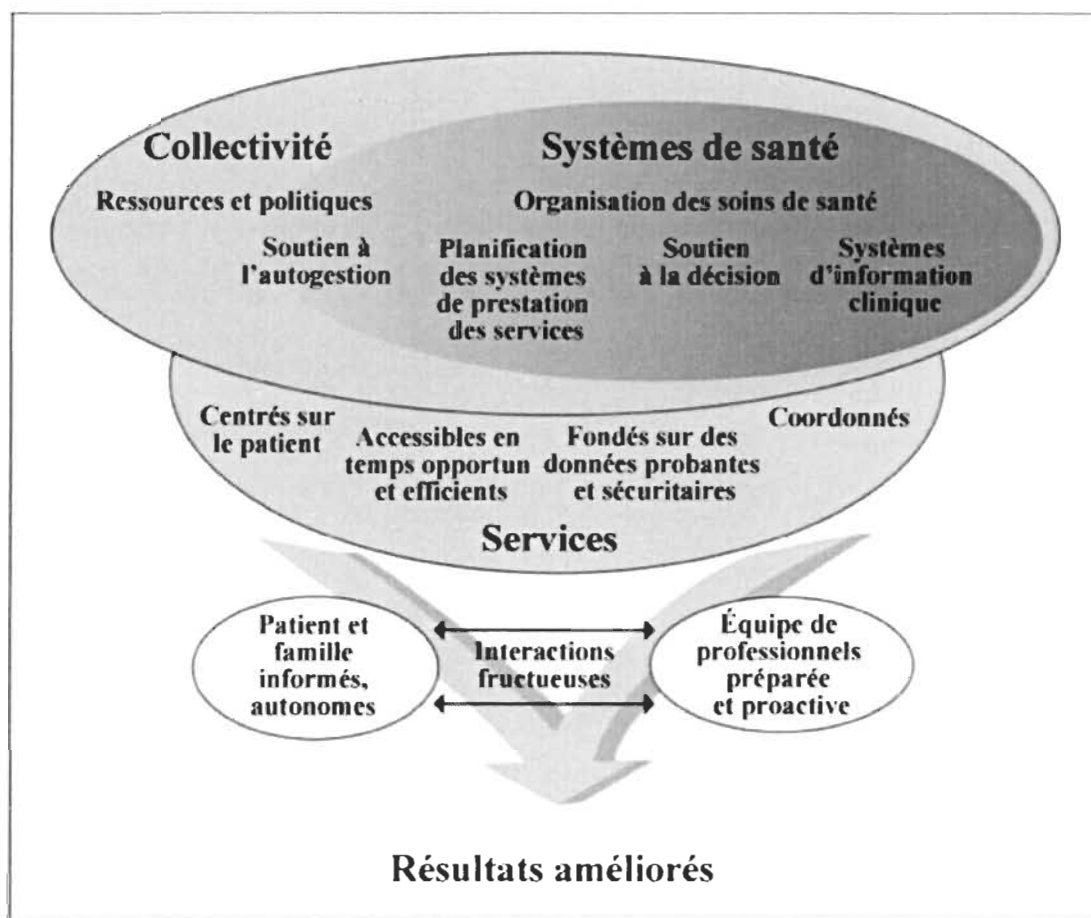 Collectivité
Systèmes de santé
Ressources et politiques
Organisation des soins de santé
Soutien à
l'autogestion
Planification
des systèmes
de prestation
des services
Soutien
à la décision
Systèmes
d'information
clinique
Centrés sur
le patient
Accessibles en
temps opportun
et efficients
Fondés sur des
données probantes
et sécuritaires
Coordonnés
Services
Patient et
famille
informés,
autonomes
Interactions
fructueuses
Équipe de
professionnels
préparée
et proactive
Résultats améliorés